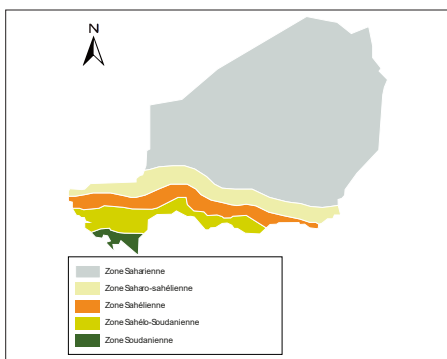 N
Zone Saharienne
Zone Saharo-sahélienne
Zone Sahélienne
Zone Sahélo-Soudanienne
Zone Soudanienne